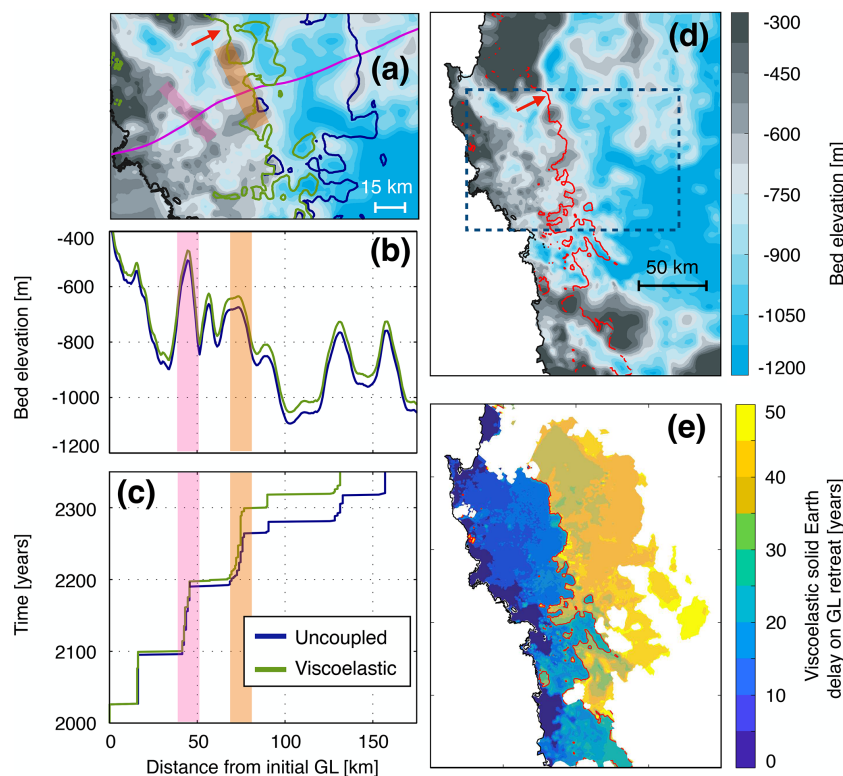 (a)
15 km
-400
-600
-800
-1000
-1200
Bed elevation [m]
(b)
(c)
2300
2200
2100
2000
Time [years]
Uncoupled
Viscoelastic
0
50
100
150
Distance from initial GL [km]
(d)
50 km
-300
-450
-600
-750
-900
-1050
-1200
Bed elevation [m]
(e)
50
40
30
20
10
0
Viscoelastic solid Earth
delay on GL retreat [years]